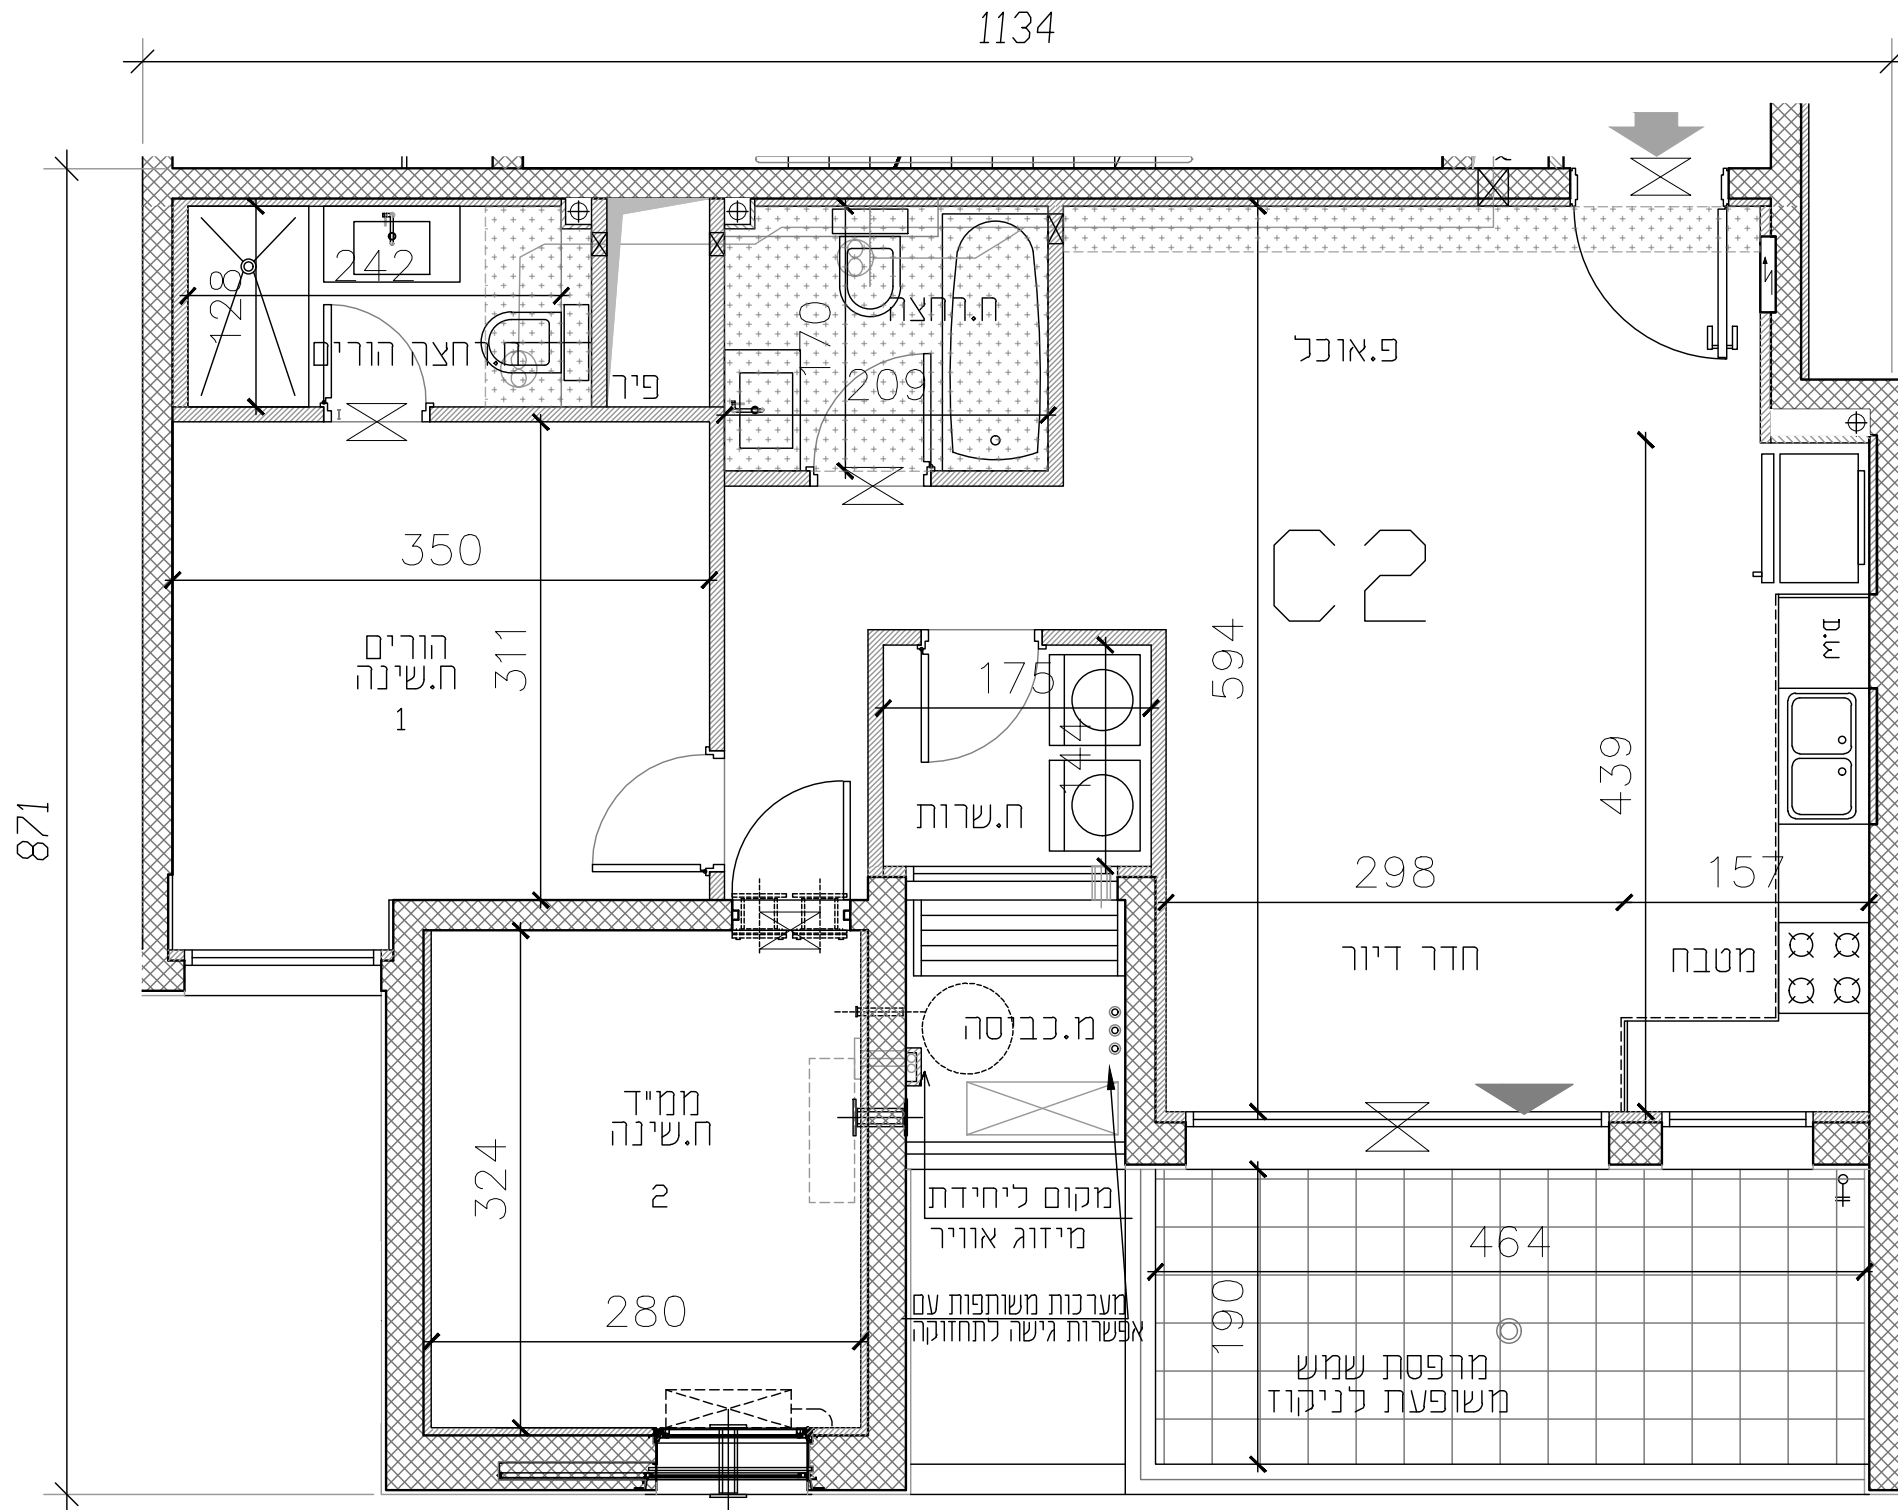 1134
871
242
128
ח.רחצה הורים
פיר
ח.רחצה
170
209
פ.אוכל
C2
350
311
הורים
ח.שינה
1
175
144
ח.שרות
594
439
ש.מ
298
157
חדר דיור
מטבח
מ.כביסה
ממ"ד
ח.שינה
2
324
280
מקום ליחידת
מיזוג אוויר
מערכות משותפות עם
אפשרות גישה לתחזוקה
464
190
מרפסת שמש
משופעת לניקוז